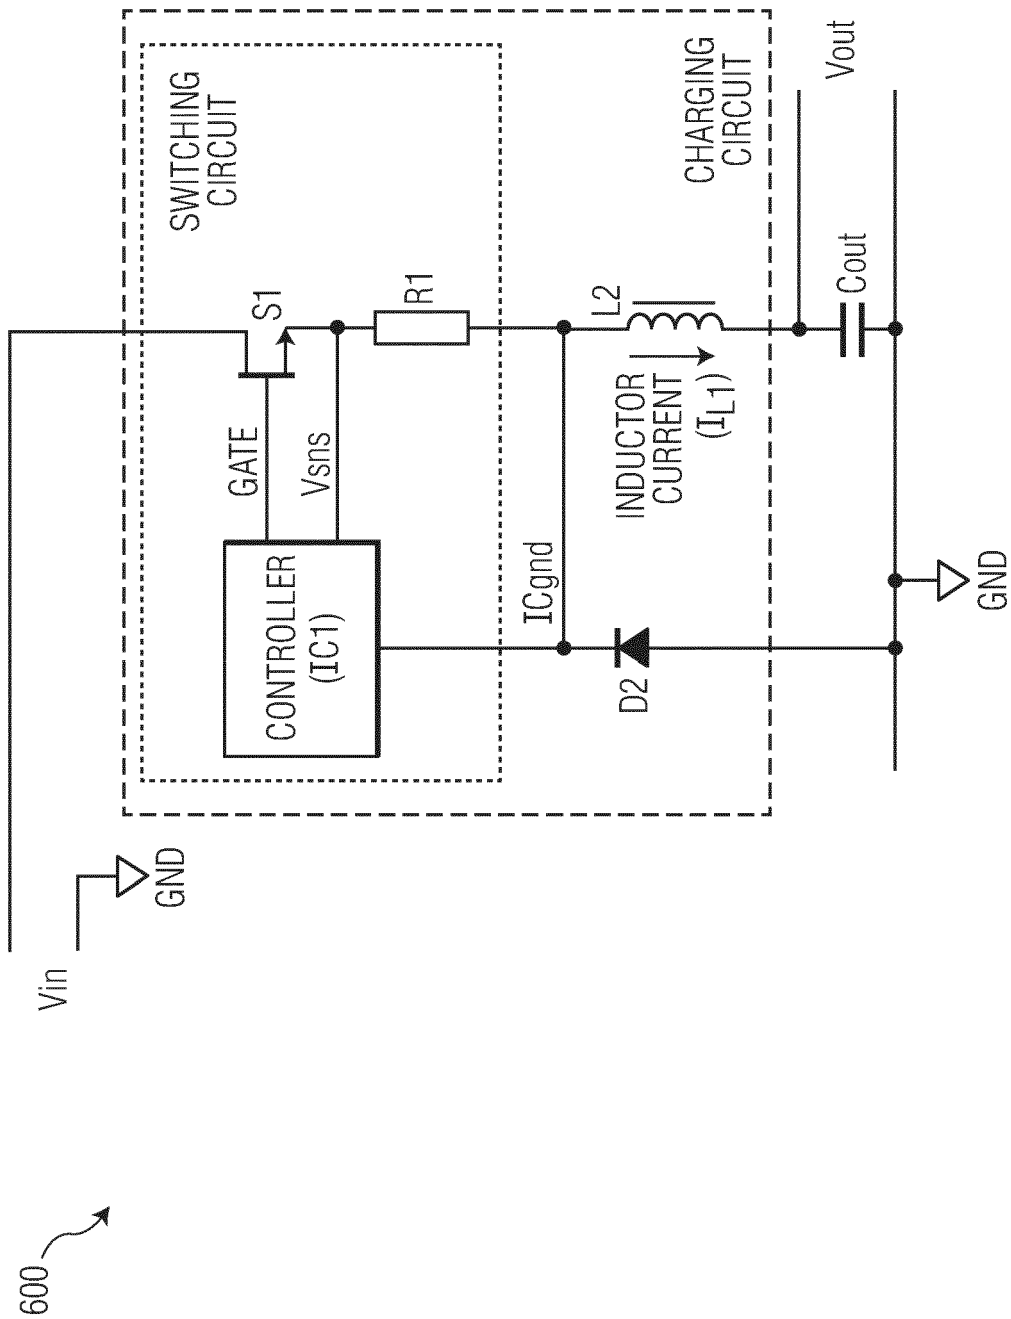 600
Vin
GND
SWITCHING
CIRCUIT
CONTROLLER
(IC1)
GATE
Vsns
S1
R1
ICgnd
D2
INDUCTOR
CURRENT
(IL1)
L2
CHARGING
CIRCUIT
GND
Cout
Vout